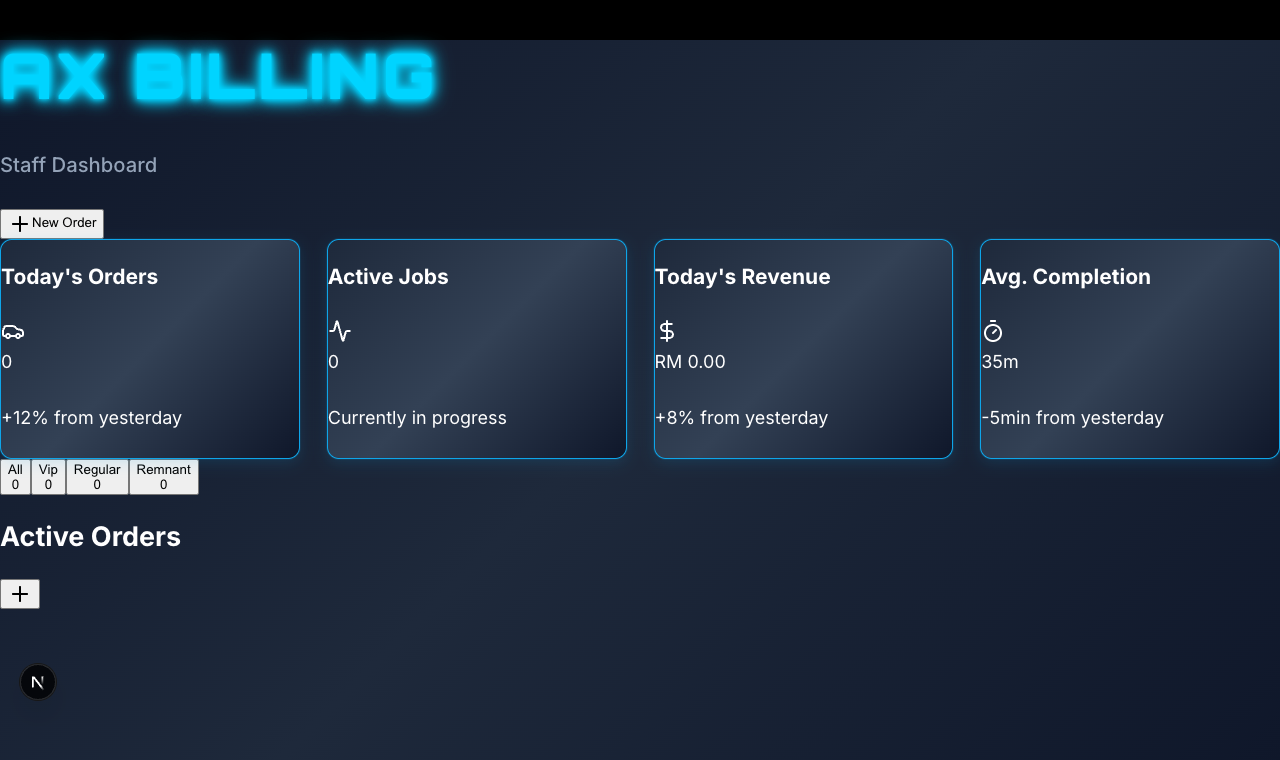 AX BILLING
Staff Dashboard
New Order
Today's Orders
0
+12% from yesterday
Active Jobs
0
Currently in progress
Today's Revenue
RM 0.00
+8% from yesterday
Avg. Completion
35m
-5min from yesterday
All
0
Vip
0
Regular
0
Remnant
0
Active Orders
N